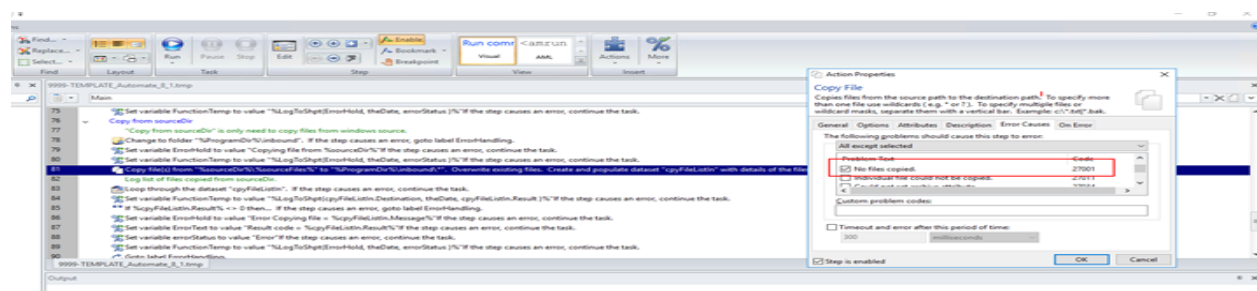 Find...
Replace...
Select...
Find
Layout
Run
Pause
Stop
Task
Edit
Enable
Bookmark
Breakpoint
Step
Run comr
<amrun
Visual
AML
View
Actions
More
Insert
9999-TEMPLATE_Automate_8_1.tmp
Main
75 Set variable FunctionTemp to value "%LogToShpt(ErrorHold, theDate, errorStatus )%"If the step causes an error, continue the task.
76 Copy from sourceDir
77 "Copy from sourceDir" is only need to copy files from windows source.
78 Change to folder "%ProgramDir%\inbound". If the step causes an error, goto label ErrorHandling.
79 Set variable ErrorHold to value "Copying file from %sourceDir%"If the step causes an error, continue the task.
80 Set variable FunctionTemp to value "%LogToShpt(ErrorHold, theDate, errorStatus )%"If the step causes an error, continue the task.
81 Copy file(s) from "%sourceDir%\%sourceFiles%" to "%ProgramDir%\inbound\". Overwrite existing files. Create and populate dataset "cpyFileListIn" with details of the files
82 Log list of files copied from sourceDir.
83 Loop through the dataset "cpyFileListIn". If the step causes an error, continue the task.
84 Set variable FunctionTemp to value "%LogToShpt(cpyFileListIn.Destination, theDate, cpyFileListIn.Result )%"If the step causes an error, continue the task.
85 If %cpyFileListIn.Result% <> 0 then... If the step causes an error, goto label ErrorHandling.
86 Set variable ErrorHold to value "Error Copying file = %cpyFileListIn.Message%"If the step causes an error, continue the task.
87 Set variable ErrorText to value "Result code = %cpyFileListIn.Result%"If the step causes an error, continue the task.
88 Set variable errorStatus to value "Error"If the step causes an error, continue the task.
89 Set variable FunctionTemp to value "%LogToShpt(ErrorHold, theDate, errorStatus )%"If the step causes an error, continue the task.
90 Goto label ErrorHandling
9999-TEMPLATE_Automate_8_1.tmp
Output
Action Properties
Copy File
Copies files from the source path to the destination path. To specify more
than one file use wildcards ( e.g. * or ? ). To specify multiple files or
wildcard masks, separate them with a vertical bar. Example: c:\*.txt|*.bak.
General Options Attributes Description Error Causes On Error
The following problems should cause this step to error:
All except selected
Problem Text Code
No files copied. 27001
Individual file could not be copied. 27011
Could not set archive attribute
Custom problem codes:
Timeout and error after this period of time:
300 milliseconds
Step is enabled
OK Cancel